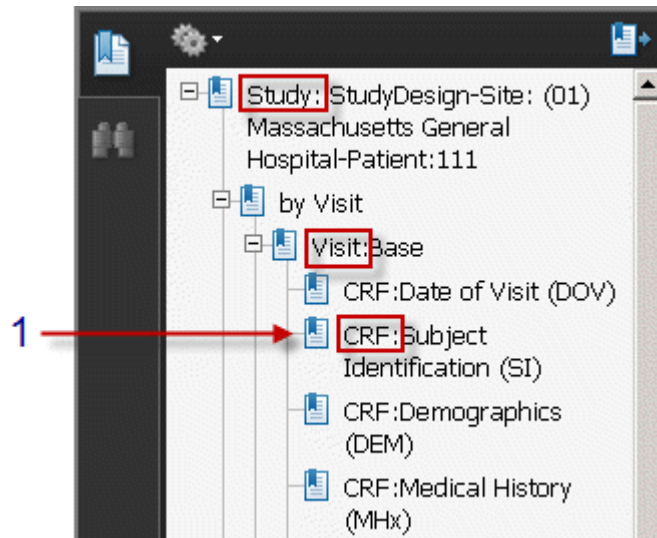 Study: StudyDesign-Site: (01)
Massachusetts General
Hospital-Patient:111
by Visit
Visit:Base
CRF:Date of Visit (DOV)
1
CRF:Subject
Identification (SI)
CRF:Demographics
(DEM)
CRF:Medical History
(MHx)